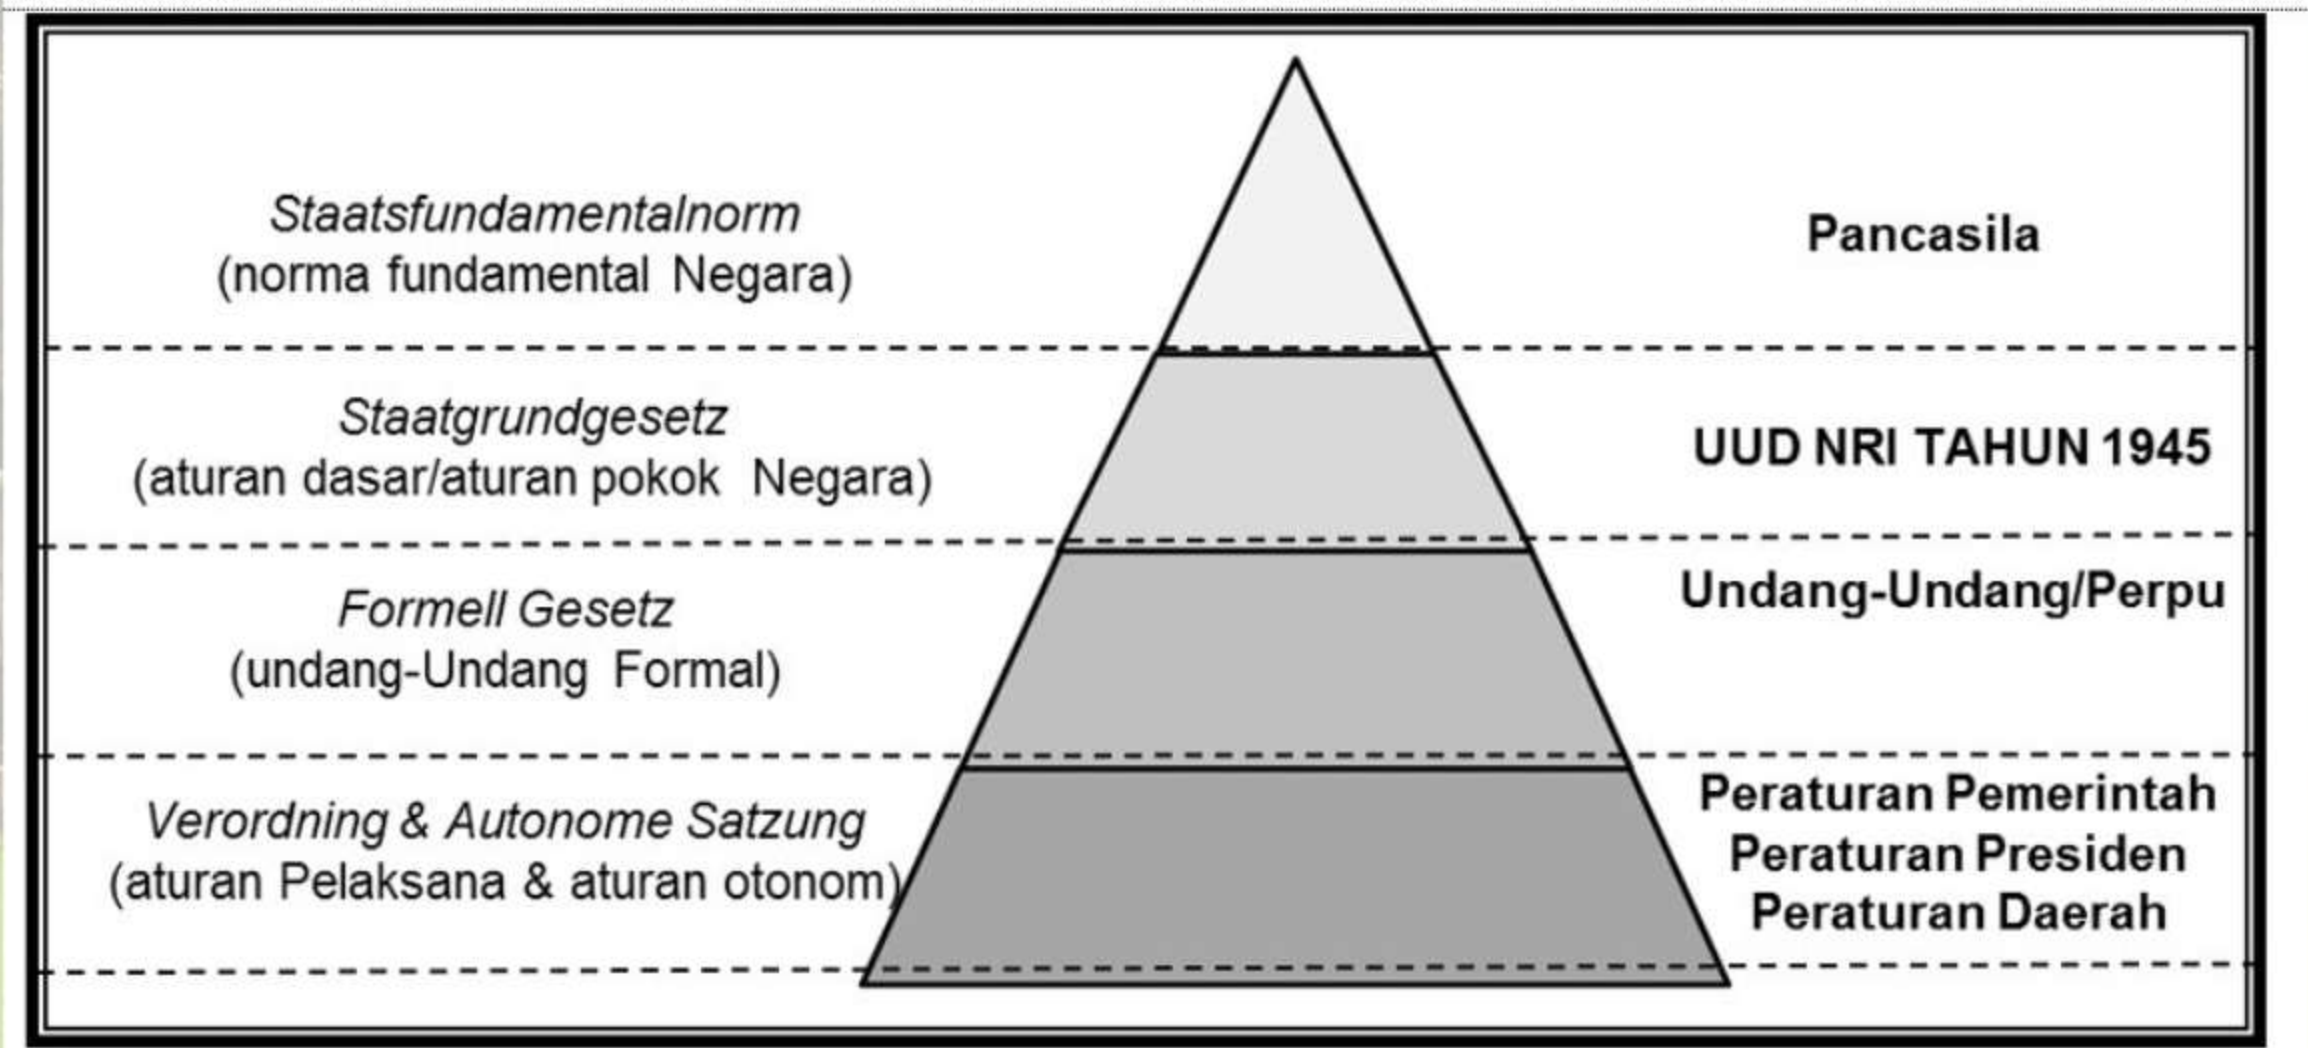 Staatsfundamentalnorm
(norma fundamental Negara)
Pancasila
Staatgrundgesetz
(aturan dasar/aturan pokok Negara)
UUD NRI TAHUN 1945
Formell Gesetz
(undang-Undang Formal)
Undang-Undang/Perpu
Verordning & Autonome Satzung
(aturan Pelaksana & aturan otonom)
Peraturan Pemerintah
Peraturan Presiden
Peraturan Daerah